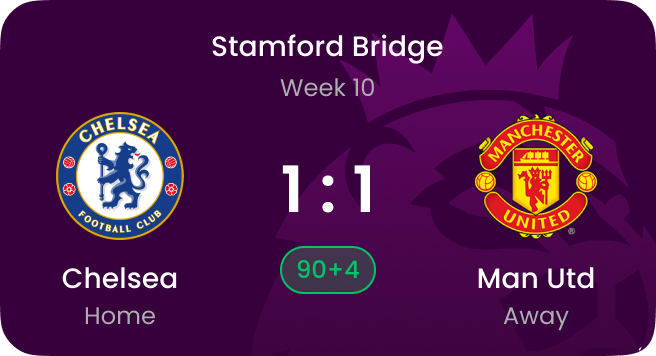 Stamford Bridge
Week 10
CHELSEA
FOOTBALL CLUB
MANCHESTER
UNITED
®
1 : 1
90+4
Chelsea
Man Utd
Home
Away